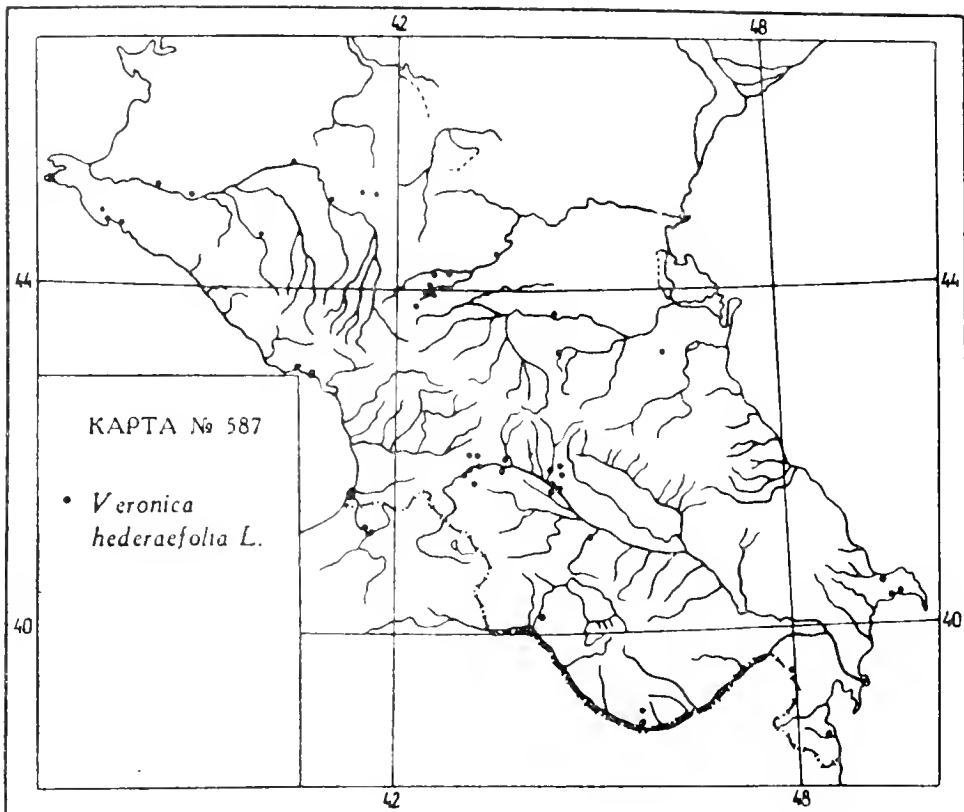 42 48
44 44
КАРТА № 587
• Veronica
hederaefolia L.
40 40
42 48